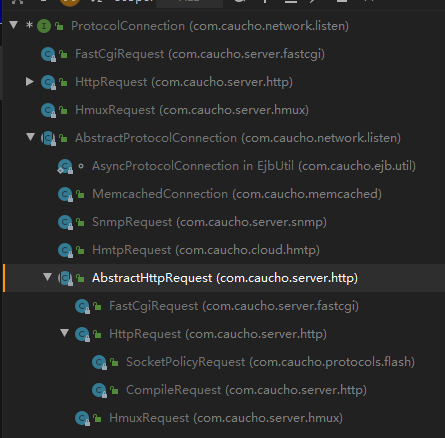 ProtocolConnection (com.caucho.network.listen)
FastCgiRequest (com.caucho.server.fastcgi)
HttpRequest (com.caucho.server.http)
HmuxRequest (com.caucho.server.hmux)
AbstractProtocolConnection (com.caucho.network.listen)
AsyncProtocolConnection in EjbUtil (com.caucho.ejb.util)
MemcachedConnection (com.caucho.memcached)
SnmpRequest (com.caucho.server.snmp)
HmtpRequest (com.caucho.cloud.hmtp)
AbstractHttpRequest (com.caucho.server.http)
FastCgiRequest (com.caucho.server.fastcgi)
HttpRequest (com.caucho.server.http)
SocketPolicyRequest (com.caucho.protocols.flash)
CompileRequest (com.caucho.server.http)
HmuxRequest (com.caucho.server.hmux)